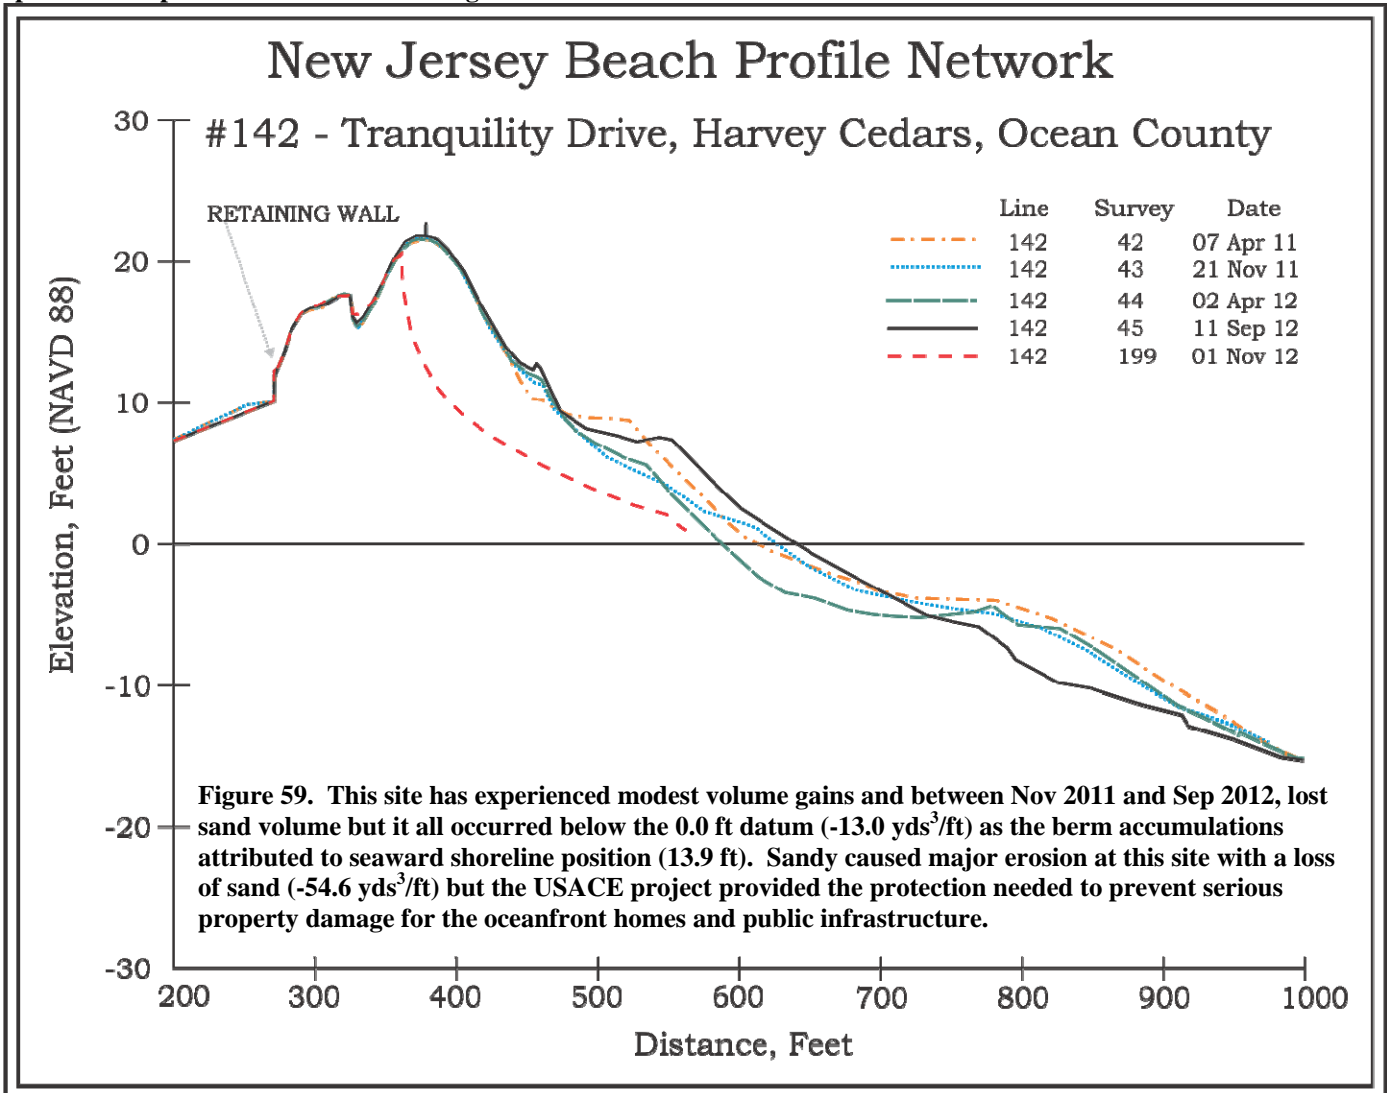 New Jersey Beach Profile Network
#142 - Tranquility Drive, Harvey Cedars, Ocean County
RETAINING WALL
Line Survey Date
142 42 07 Apr 11
142 43 21 Nov 11
142 44 02 Apr 12
142 45 11 Sep 12
142 199 01 Nov 12
Elevation, Feet (NAVD 88)
30
20
10
0
-10
-20
-30
Figure 59. This site has experienced modest volume gains and between Nov 2011 and Sep 2012, lost
sand volume but it all occurred below the 0.0 ft datum (-13.0 yds³/ft) as the berm accumulations
attributed to seaward shoreline position (13.9 ft). Sandy caused major erosion at this site with a loss
of sand (-54.6 yds³/ft) but the USACE project provided the protection needed to prevent serious
property damage for the oceanfront homes and public infrastructure.
200 300 400 500 600 700 800 900 1000
Distance, Feet